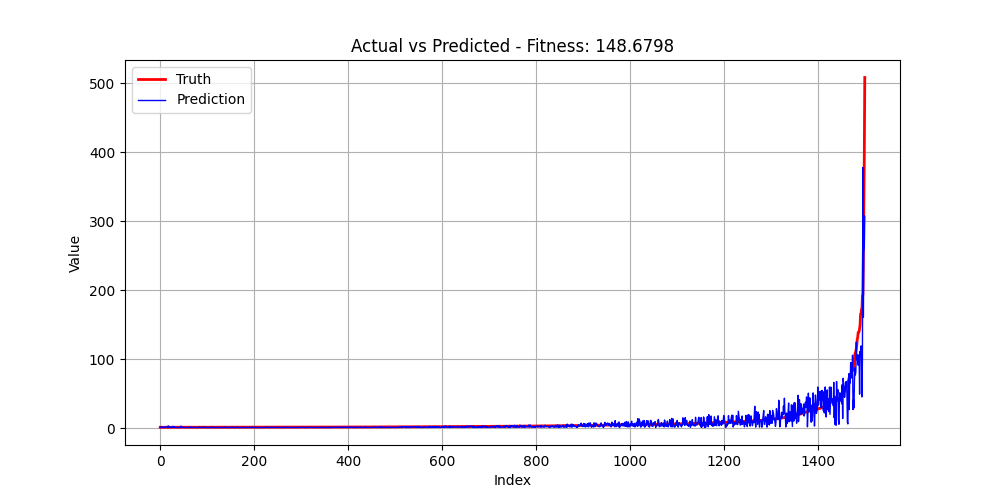 Actual vs Predicted - Fitness: 148.6798
Truth
Prediction
Value
500
400
300
200
100
0
0 200 400 600 800 1000 1200 1400
Index